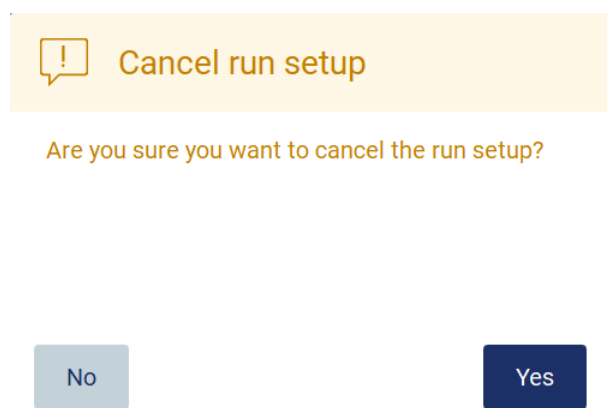 Cancel run setup
Are you sure you want to cancel the run setup?
No
Yes